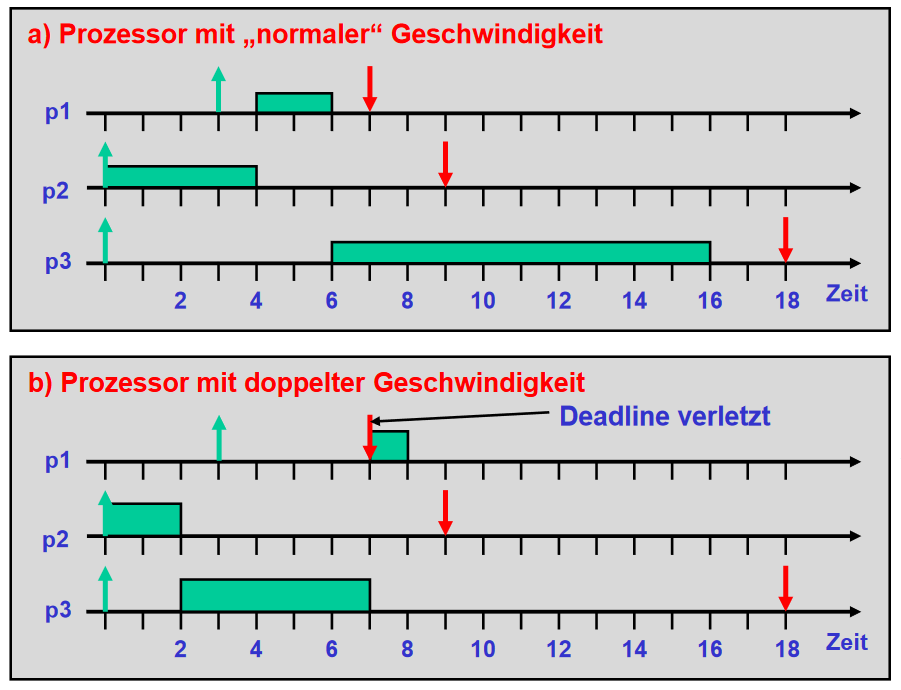 a) Prozessor mit „normaler“ Geschwindigkeit
p1
p2
p3
2 4 6 8 10 12 14 16 18 Zeit
b) Prozessor mit doppelter Geschwindigkeit
Deadline verletzt
p1
p2
p3
2 4 6 8 10 12 14 16 18 Zeit